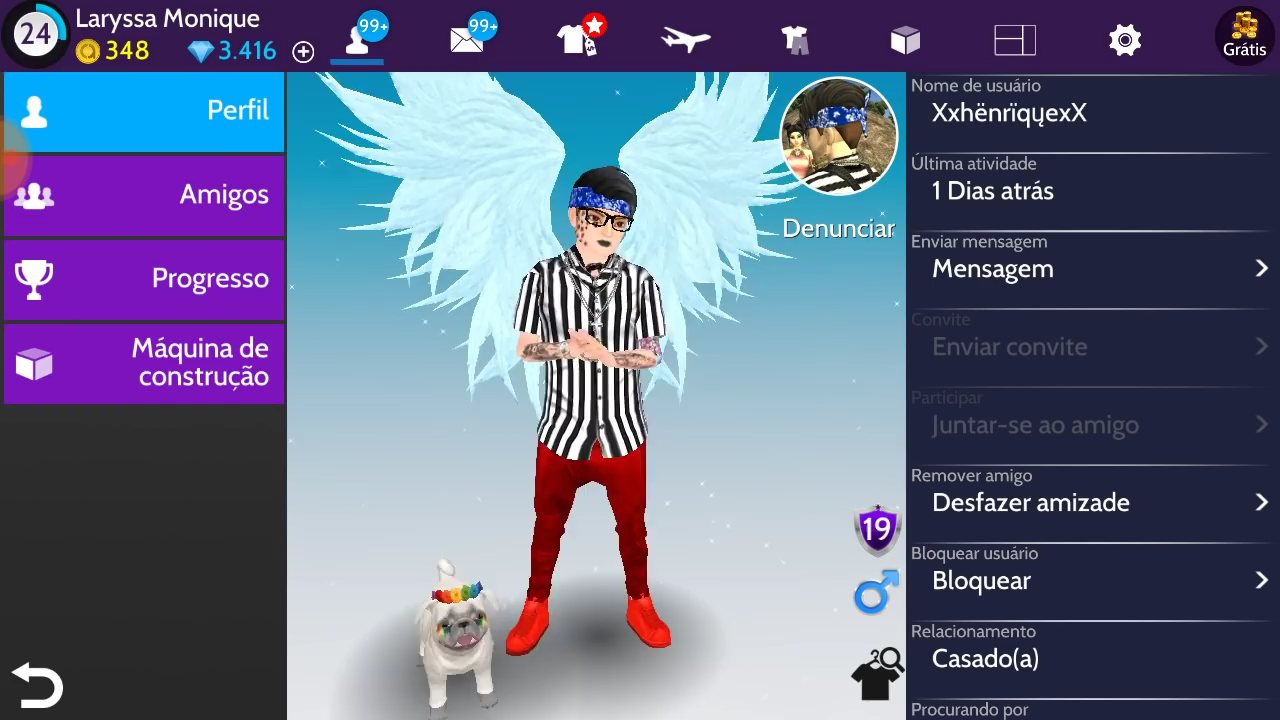 24
Laryssa Monique
348
3.416
99+
99+
Grátis
Perfil
Amigos
Progresso
Máquina de
construção
Denunciar
19
Nome de usuário
XxhënrïqyexX
Última atividade
1 Dias atrás
Enviar mensagem
Mensagem
Convite
Enviar convite
Participar
Juntar-se ao amigo
Remover amigo
Desfazer amizade
Bloquear usuário
Bloquear
Relacionamento
Casado(a)
Procurando por